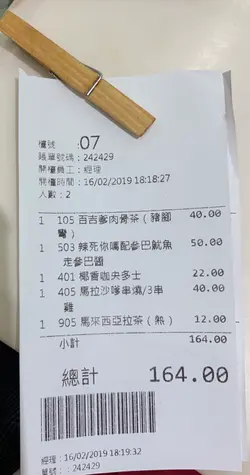 檯號 :07
賬單號碼：242429
開檯員工：經理
開檯時間：16/02/2019 18:18:27
人數：2
1 105 百吉爹肉骨茶（豬腳 40.00
彎）
1 503 辣死你嘴配參巴魷魚 50.00
走參巴醬
1 401 椰香咖央多士 22.00
1 405 馬拉沙嗲串燒/3串 40.00
雞
1 905 馬來西亞拉茶（熱） 12.00
小計 164.00
總計 164.00
經理：16/02/2019 18:19:32
單號：：242429